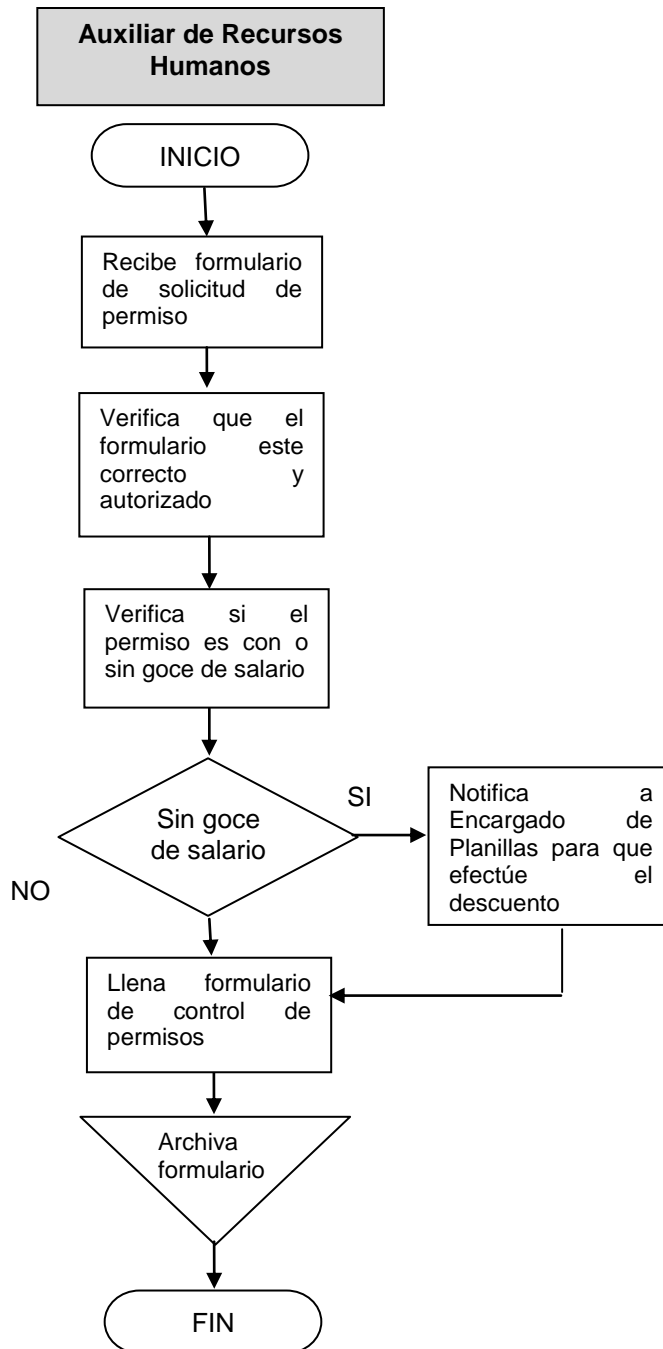 Auxiliar de Recursos
Humanos
INICIO
Recibe formulario
de solicitud de
permiso
Verifica que el
formulario este
correcto y
autorizado
Verifica si el
permiso es con o
sin goce de salario
Sin goce
de salario
SI
Notifica a
Encargado de
Planillas para que
efectúe el
descuento
NO
Llena formulario
de control de
permisos
Archiva
formulario
FIN